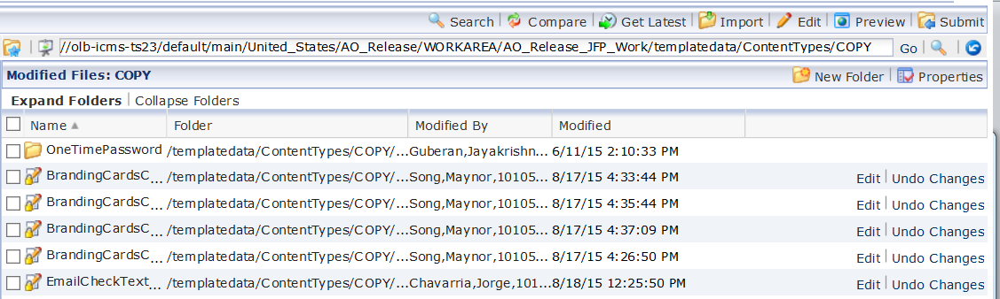 Search Compare Get Latest Import Edit Preview Submit
//olb-icms-ts23/default/main/United_States/AO_Release/WORKAREA/AO_Release_JFP_Work/templatedata/ContentTypes/COPY Go
Modified Files: COPY New Folder Properties
Expand Folders Collapse Folders
Name Folder Modified By Modified
OneTimePassword /templatedata/ContentTypes/COPY/... Guberan,Jayakrishn... 6/11/15 2:10:33 PM
BrandingCardsC... /templatedata/ContentTypes/COPY/... Song,Maynor,10105... 8/17/15 4:33:44 PM Edit Undo Changes
BrandingCardsC... /templatedata/ContentTypes/COPY/... Song,Maynor,10105... 8/17/15 4:35:44 PM Edit Undo Changes
BrandingCardsC... /templatedata/ContentTypes/COPY/... Song,Maynor,10105... 8/17/15 4:37:09 PM Edit Undo Changes
BrandingCardsC... /templatedata/ContentTypes/COPY/... Song,Maynor,10105... 8/17/15 4:26:50 PM Edit Undo Changes
EmailCheckText... /templatedata/ContentTypes/COPY/... Chavarria,Jorge,101... 8/18/15 12:25:50 PM Edit Undo Changes